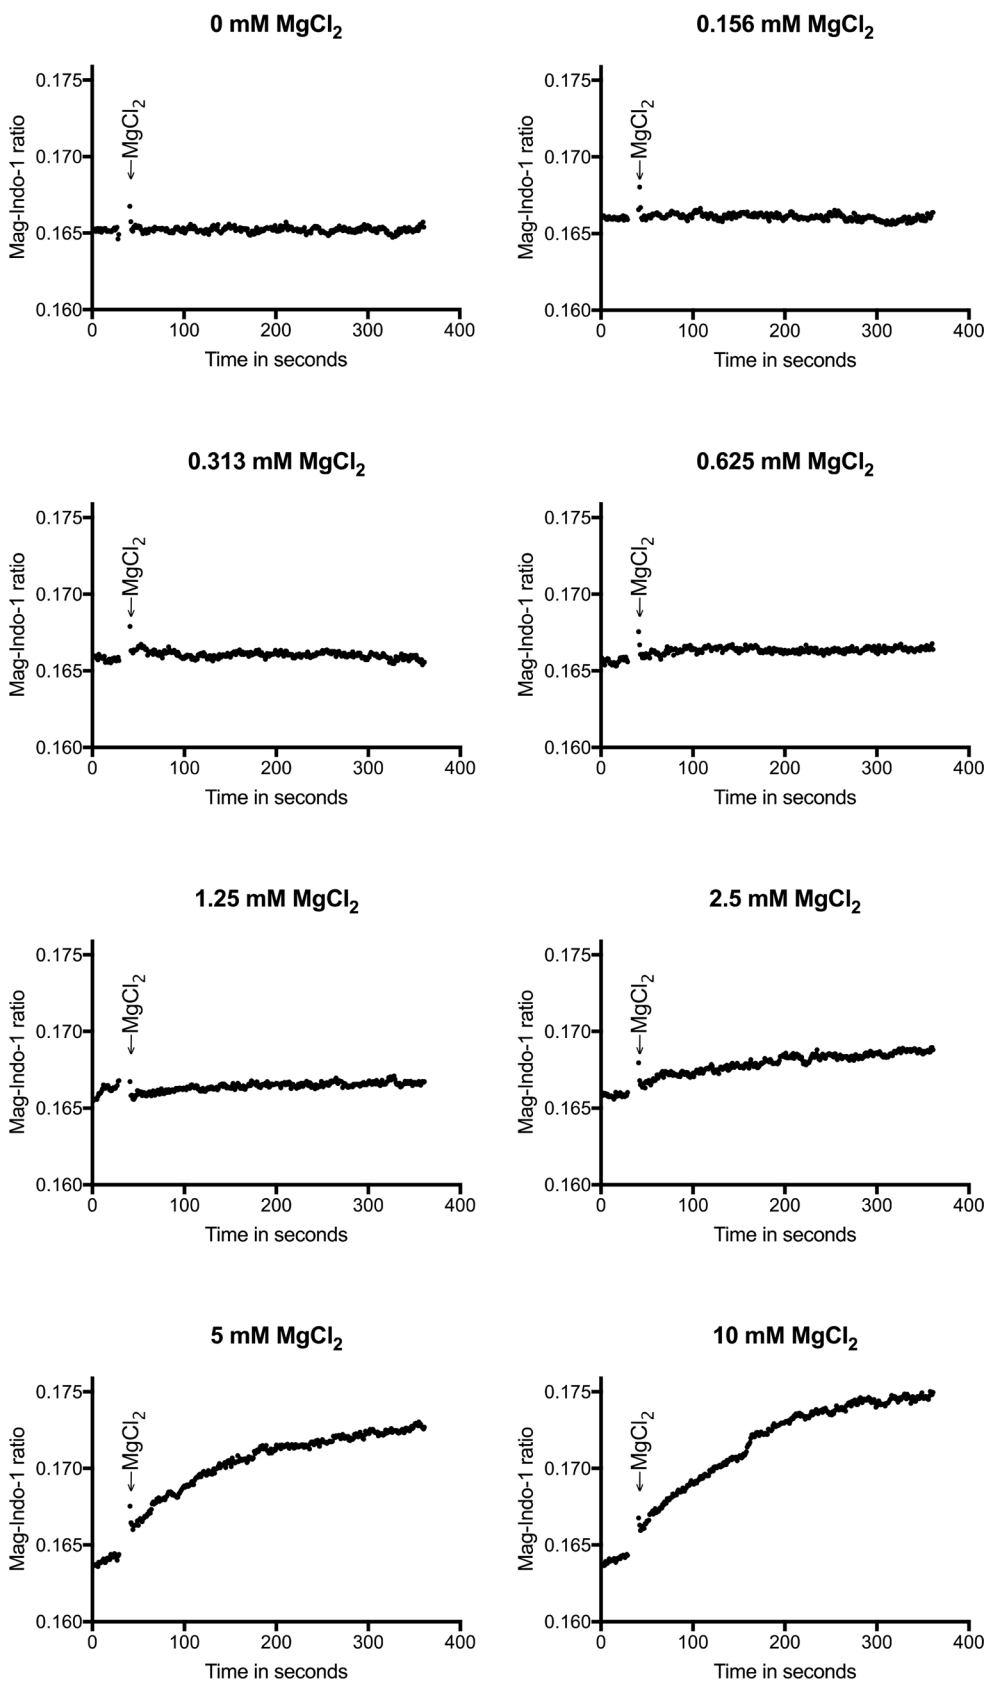 0 mM MgCl₂
0.175
0.170
0.165
0.160
Mag-Indo-1 ratio
MgCl₂
0 100 200 300 400
Time in seconds
0.156 mM MgCl₂
0.175
0.170
0.165
0.160
Mag-Indo-1 ratio
MgCl₂
0 100 200 300 400
Time in seconds
0.313 mM MgCl₂
0.175
0.170
0.165
0.160
Mag-Indo-1 ratio
MgCl₂
0 100 200 300 400
Time in seconds
0.625 mM MgCl₂
0.175
0.170
0.165
0.160
Mag-Indo-1 ratio
MgCl₂
0 100 200 300 400
Time in seconds
1.25 mM MgCl₂
0.175
0.170
0.165
0.160
Mag-Indo-1 ratio
MgCl₂
0 100 200 300 400
Time in seconds
2.5 mM MgCl₂
0.175
0.170
0.165
0.160
Mag-Indo-1 ratio
MgCl₂
0 100 200 300 400
Time in seconds
5 mM MgCl₂
0.175
0.170
0.165
0.160
Mag-Indo-1 ratio
MgCl₂
0 100 200 300 400
Time in seconds
10 mM MgCl₂
0.175
0.170
0.165
0.160
Mag-Indo-1 ratio
MgCl₂
0 100 200 300 400
Time in seconds